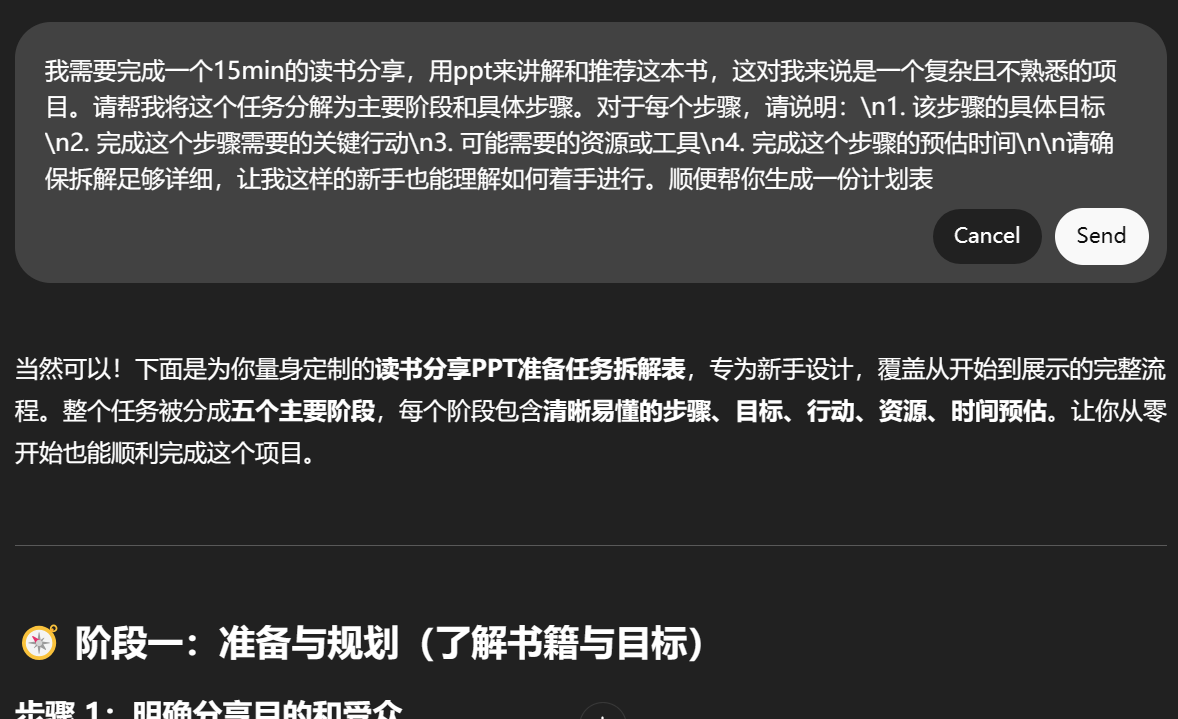 我需要完成一个15min的读书分享，用ppt来讲解和推荐这本书，这对我来说是一个复杂且不熟悉的项
目。请帮我将这个任务分解为主要阶段和具体步骤。对于每个步骤，请说明：\n1. 该步骤的具体目标
\n2. 完成这个步骤需要的关键行动\n3. 可能需要的资源或工具\n4. 完成这个步骤的预估时间\n\n请确
保拆解足够详细，让我这样的新手也能理解如何着手进行。顺便帮你生成一份计划表
Cancel
Send
当然可以！下面是为你量身定制的读书分享PPT准备任务拆解表，专为新手设计，覆盖从开始到展示的完整流
程。整个任务被分成五个主要阶段，每个阶段包含清晰易懂的步骤、目标、行动、资源、时间预估。让你从零
开始也能顺利完成这个项目。
阶段一：准备与规划（了解书籍与目标）
步骤 1：明确分享目的和受众